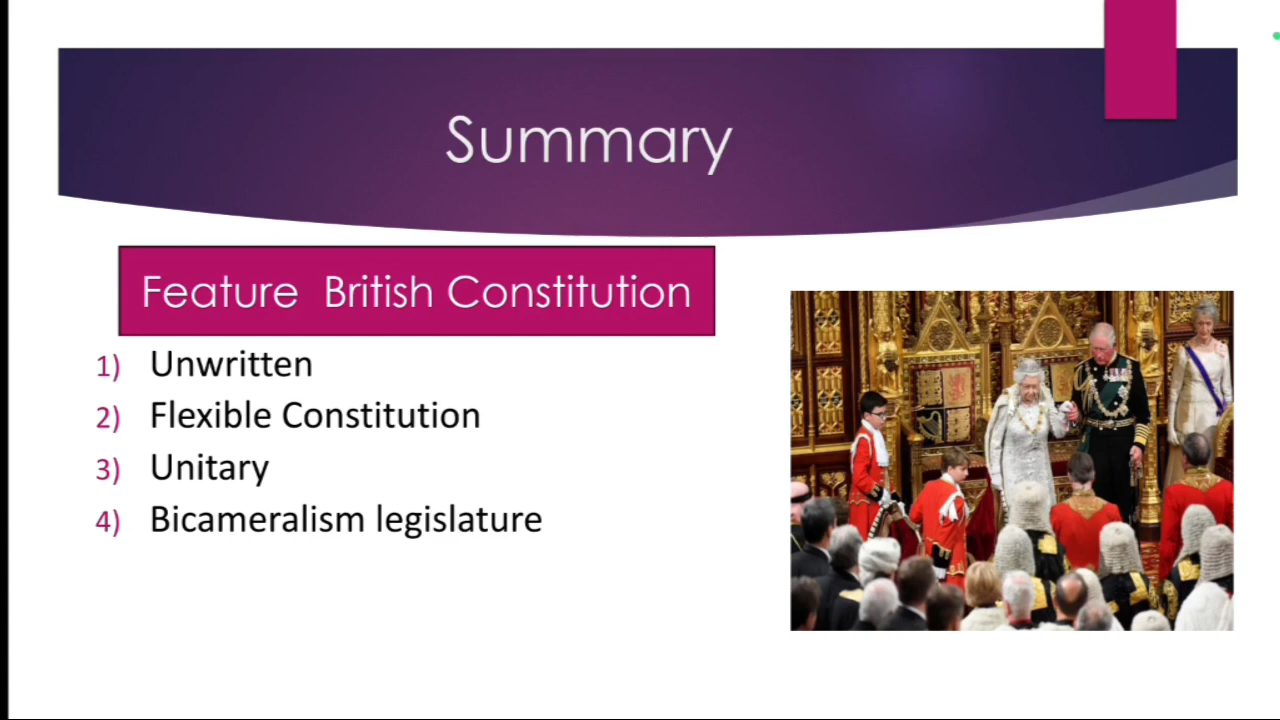 Summary
Feature  British Constitution
1) Unwritten
2) Flexible Constitution
3) Unitary
4) Bicameralism legislature